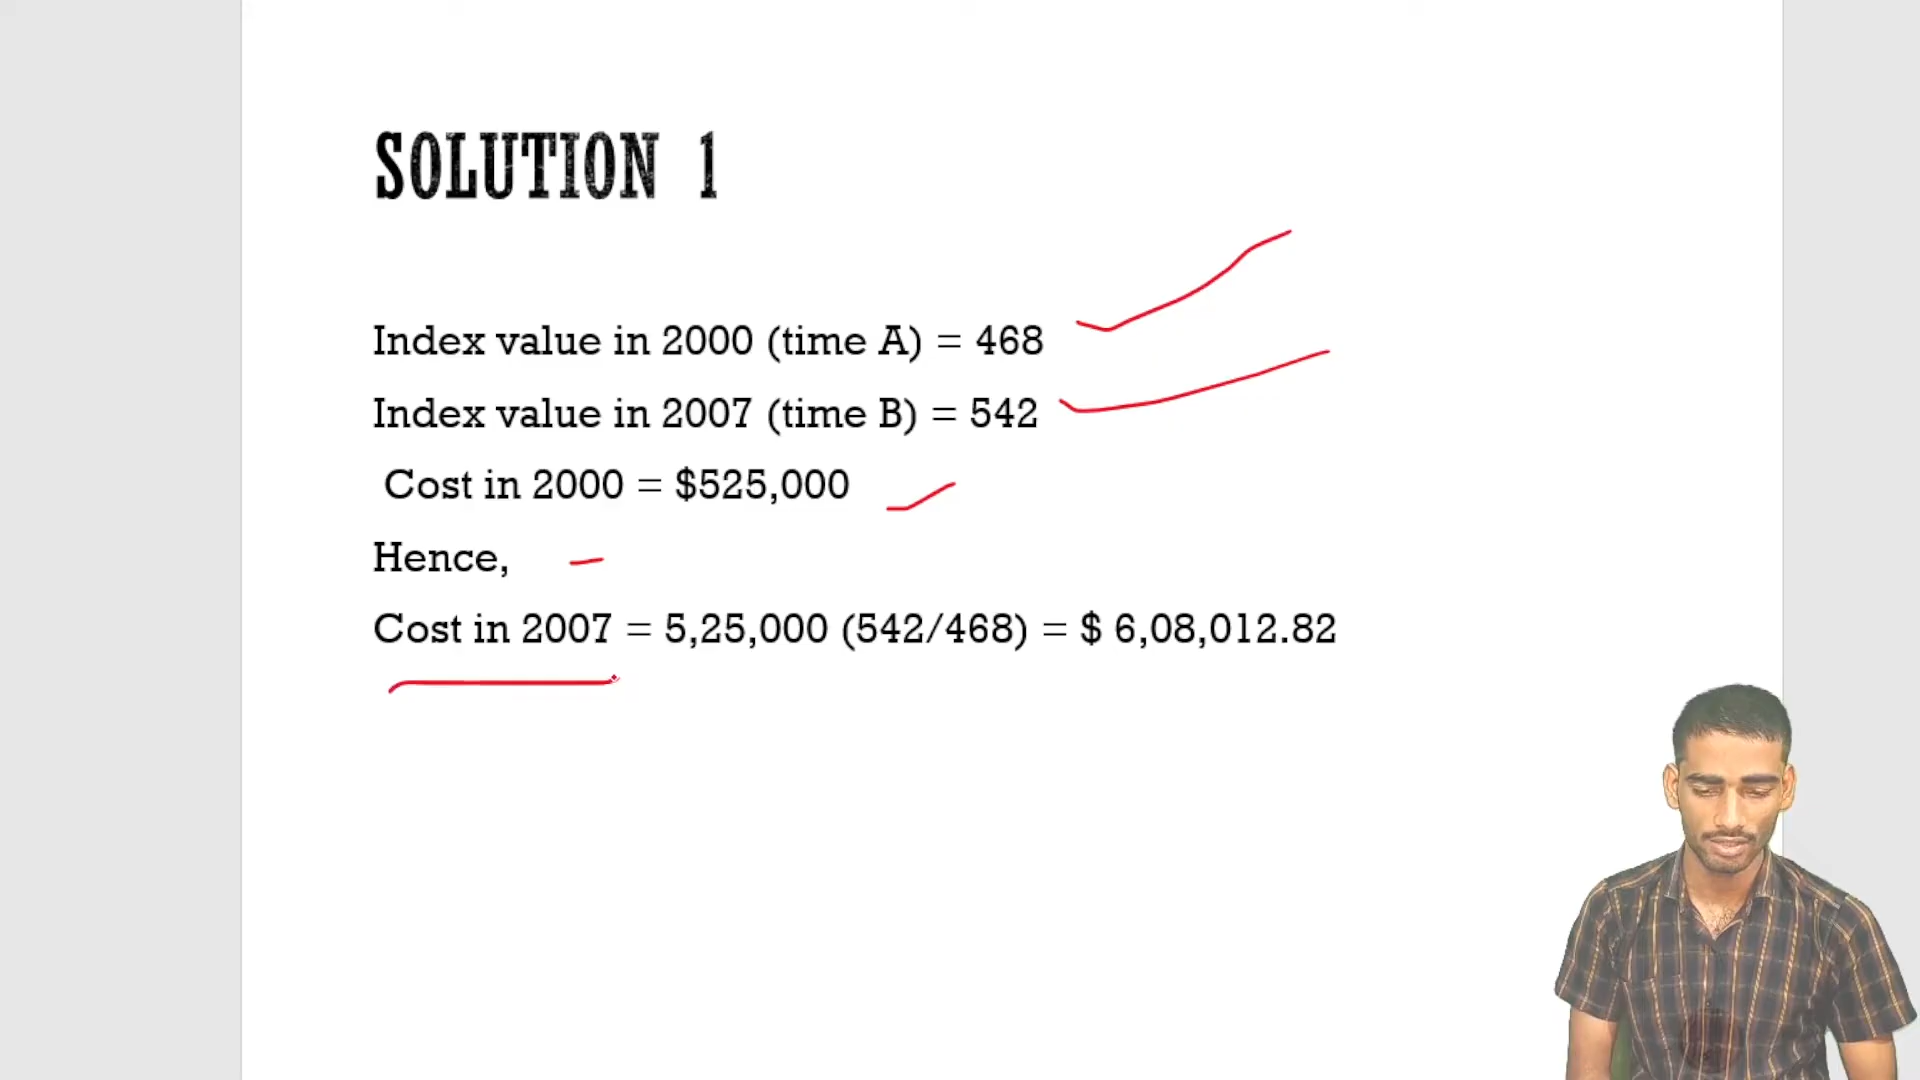 SOLUTION 1
Index value in 2000 (time A) = 468
Index value in 2007 (time B) = 542
Cost in 2000 = $525,000
Hence,
Cost in 2007 = 5,25,000 (542/468) = $ 6,08,012.82